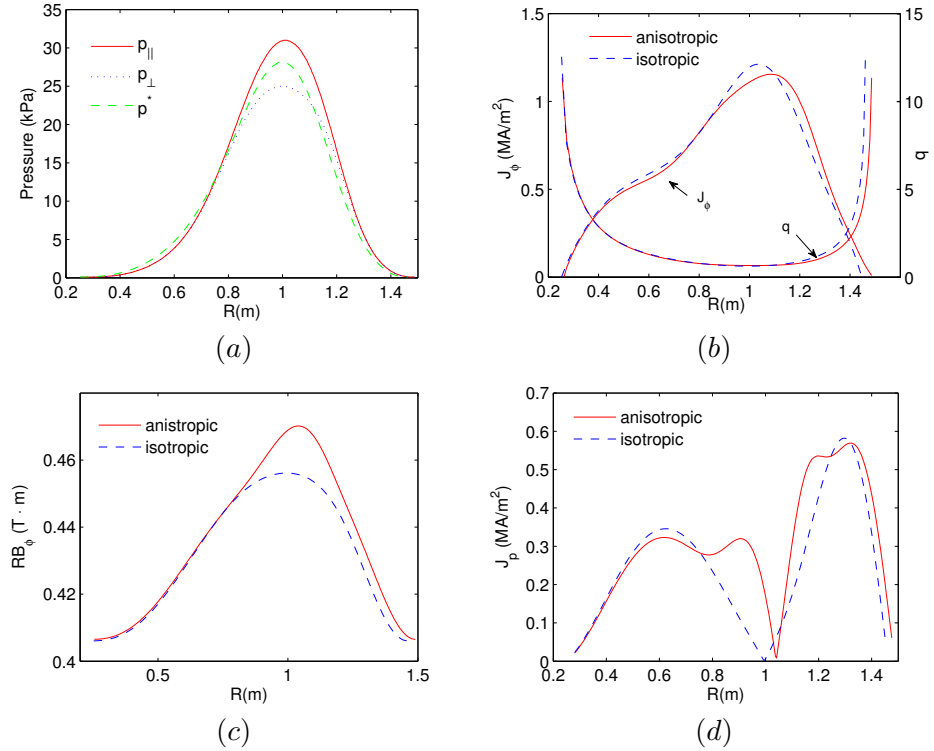 35
30
25
20
15
10
5
0
Pressure (kPa)
p||
p⊥
p*
0.2 0.4 0.6 0.8 1 1.2 1.4
R(m)
(a)
1.5
1
0.5
0
Jϕ (MA/m²)
anisotropic
isotropic
Jϕ
q
15
10
5
0
q
0.2 0.4 0.6 0.8 1 1.2 1.4 1.6
R(m)
(b)
0.46
0.44
0.42
0.4
RBϕ (T · m)
anistropic
isotropic
0.5 1 1.5
R(m)
(c)
0.7
0.6
0.5
0.4
0.3
0.2
0.1
0
Jp (MA/m²)
anisotropic
isotropic
0.4 0.6 0.8 1 1.2 1.4
R(m)
(d)